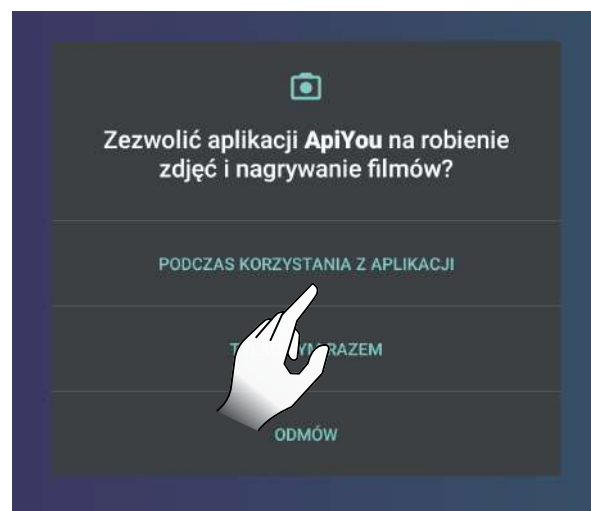 Zezwolić aplikacji ApiYou na robienie
zdjęć i nagrywanie filmów?
PODCZAS KORZYSTANIA Z APLIKACJI
RAZEM
ODMÓW